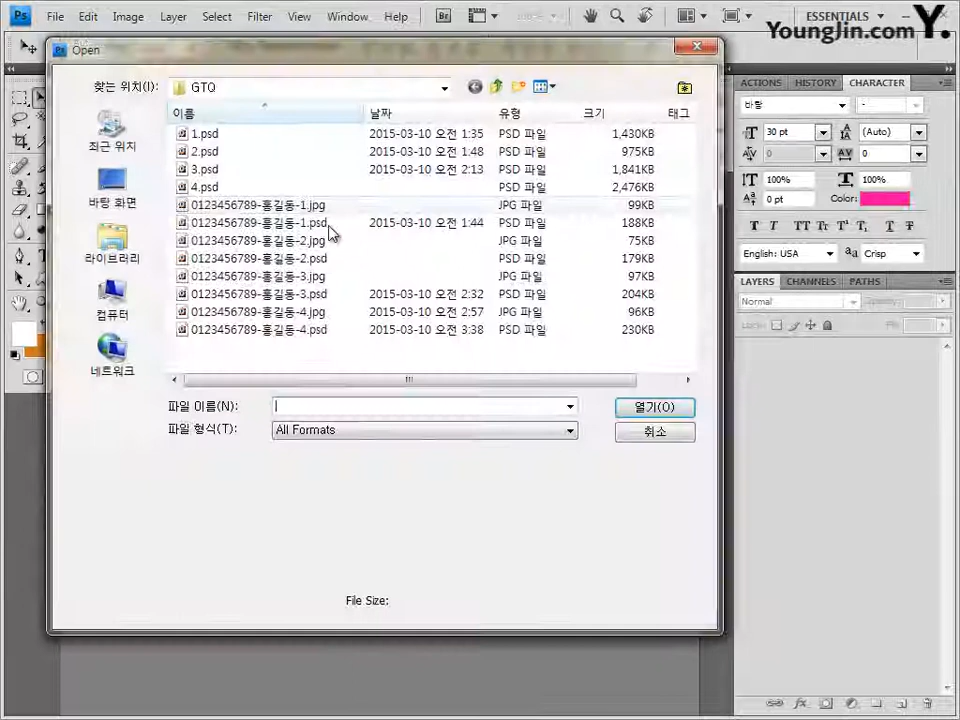 Ps File Edit Image Layer Select Filter View Window Help Br ESSENTIALS
YoungJin.com Y.
Ps Open
찾는 위치(I): GTQ
이름 날짜 유형 크기 태그
1.psd 2015-03-10 오전 1:35 PSD 파일 1,430KB
2.psd 2015-03-10 오전 1:48 PSD 파일 975KB
3.psd 2015-03-10 오전 2:13 PSD 파일 1,841KB
4.psd PSD 파일 2,476KB
0123456789-홍길동-1.jpg JPG 파일 99KB
0123456789-홍길동-1.psd 2015-03-10 오전 1:44 PSD 파일 188KB
0123456789-홍길동-2.jpg JPG 파일 75KB
0123456789-홍길동-2.psd PSD 파일 179KB
0123456789-홍길동-3.jpg JPG 파일 97KB
0123456789-홍길동-3.psd 2015-03-10 오전 2:32 PSD 파일 204KB
0123456789-홍길동-4.jpg 2015-03-10 오전 2:57 JPG 파일 96KB
0123456789-홍길동-4.psd 2015-03-10 오전 3:38 PSD 파일 230KB
최근 위치
바탕 화면
라이브러리
컴퓨터
네트워크
파일 이름(N): 열기(O)
파일 형식(T): All Formats 취소
File Size:
ACTIONS HISTORY CHARACTER
바탕 -
30 pt (Auto)
0 0
100% 100%
0 pt Color:
T T TT Tr T¹ T₁ T T
English: USA aa Crisp
LAYERS CHANNELS PATHS
Normal Opacity:
Lock: Fill: